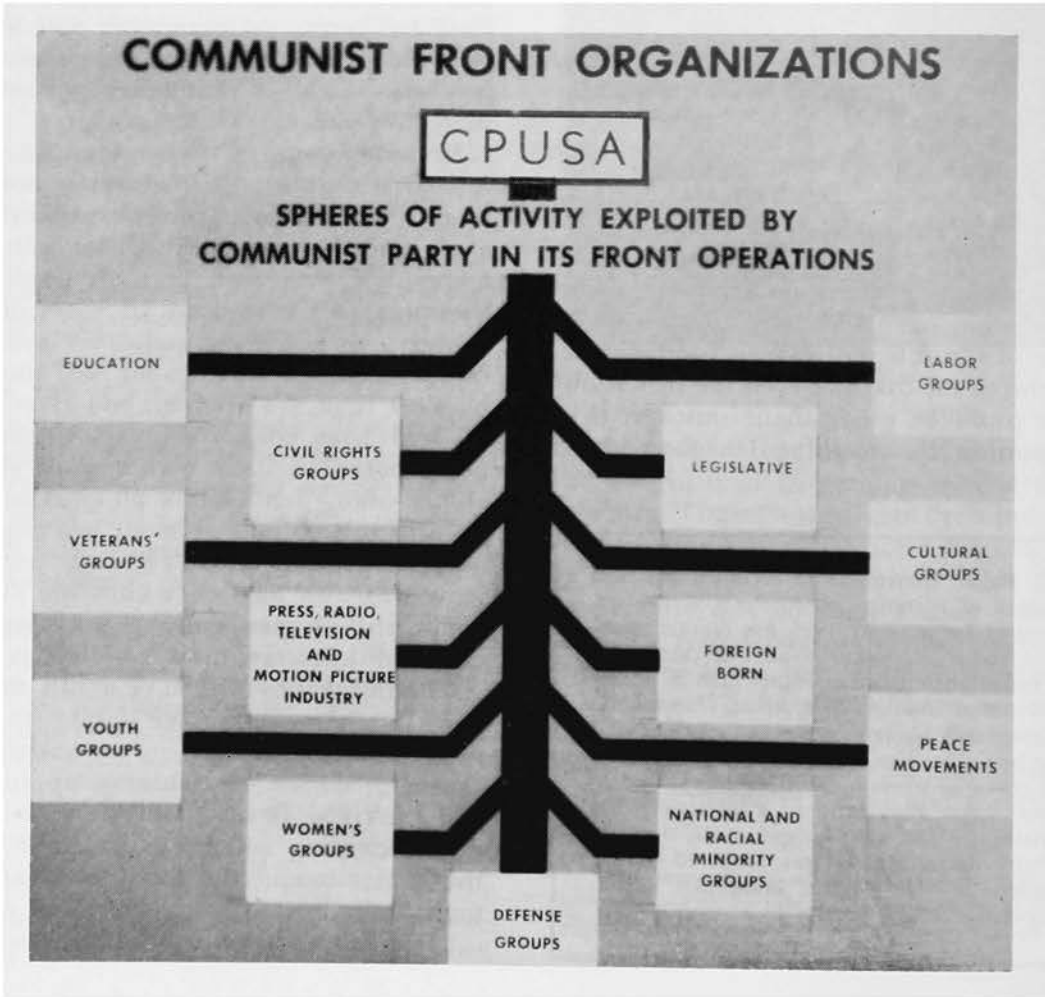 COMMUNIST FRONT ORGANIZATIONS
CPUSA
SPHERES OF ACTIVITY EXPLOITED BY
COMMUNIST PARTY IN ITS FRONT OPERATIONS
EDUCATION
LABOR
GROUPS
CIVIL RIGHTS
GROUPS
LEGISLATIVE
VETERANS'
GROUPS
CULTURAL
GROUPS
PRESS, RADIO,
TELEVISION
AND
MOTION PICTURE
INDUSTRY
FOREIGN
BORN
YOUTH
GROUPS
PEACE
MOVEMENTS
WOMEN'S
GROUPS
NATIONAL AND
RACIAL
MINORITY
GROUPS
DEFENSE
GROUPS